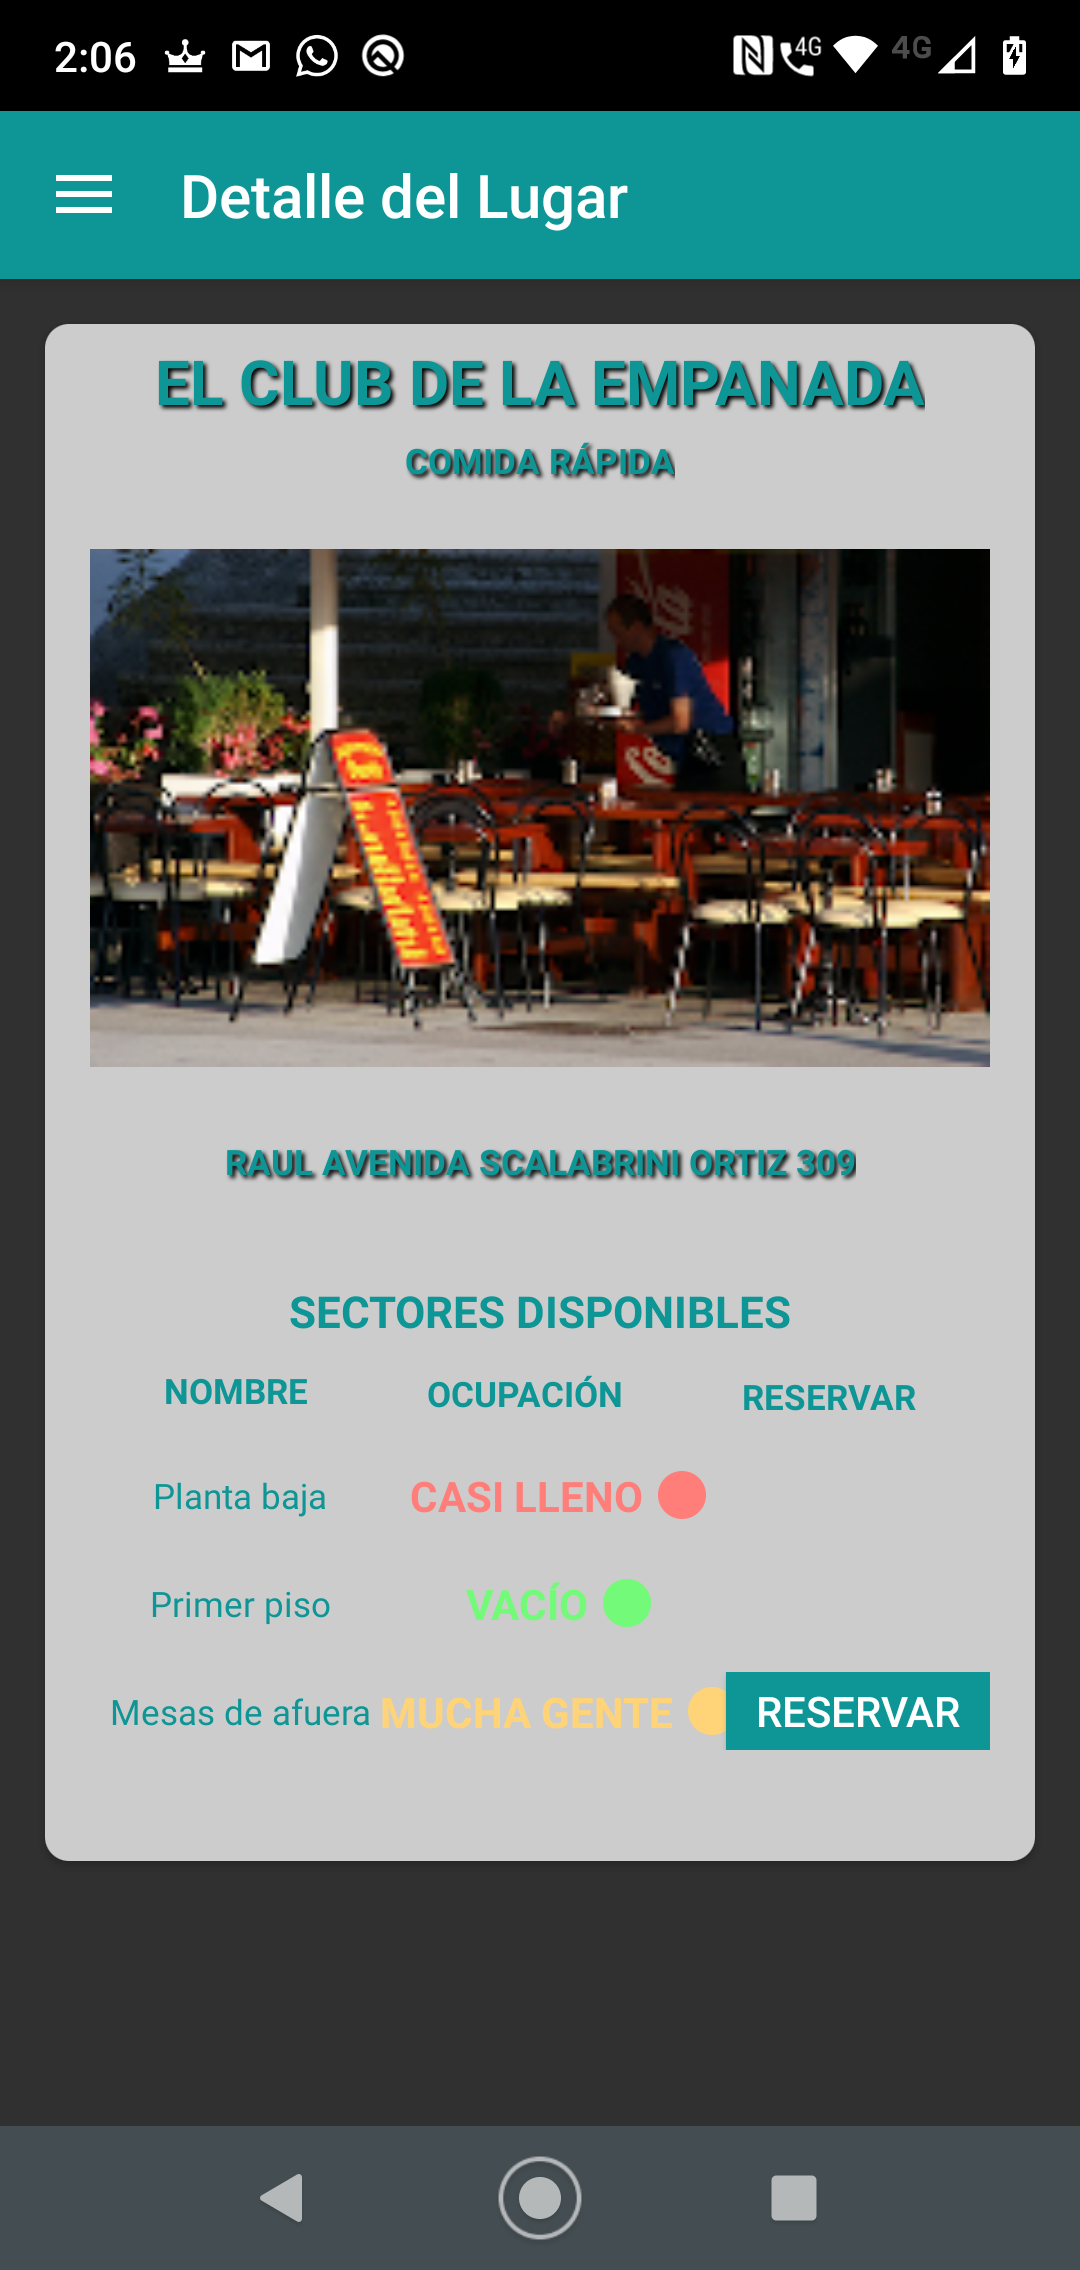 2:06 4G 4G
Detalle del Lugar
EL CLUB DE LA EMPANADA
COMIDA RÁPIDA
RAUL AVENIDA SCALABRINI ORTIZ 309
SECTORES DISPONIBLES
NOMBRE OCUPACIÓN RESERVAR
Planta baja CASI LLENO
Primer piso VACÍO
Mesas de afuera MUCHA GENTE RESERVAR